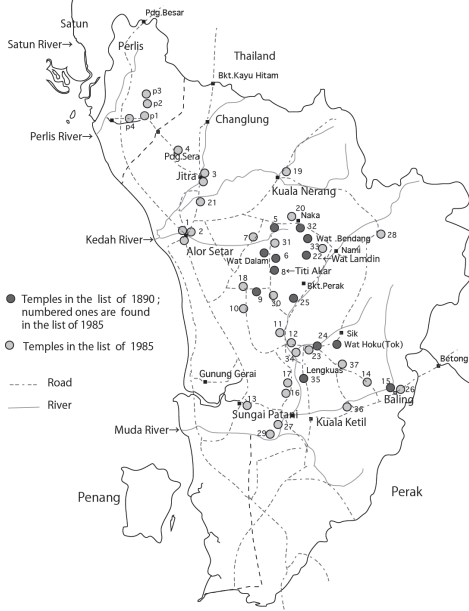 Pdg.Besar
Satun
Satun River→
Perlis
Thailand
Bkt.Kayu Hitam
p3
p2
p1
p4
Changlung
Perlis River→
4
Pdg.Sera
Jitra
3
19
Kuala Nerang
21
20
Naka
5
32
1
2
7
31
Wat .Bendang
28
Kedah River→
Alor Setar
33
Nami
22
Wat Lamdin
Wat Dalam
6
8
Titi Akar
18
Bkt.Perak
9
30
25
10
Temples in the list of 1890 ;
numbered ones are found
in the list of 1985
Temples in the list of 1985
11
12
24
Sik
Wat Hoku(Tok)
34
23
Road
River
Gunung Gerai
17
Lengkuas
35
37
14
Betong
15
26
Baling
16
13
36
Sungai Patani
Kuala Ketil
27
29
Muda River→
Penang
Perak